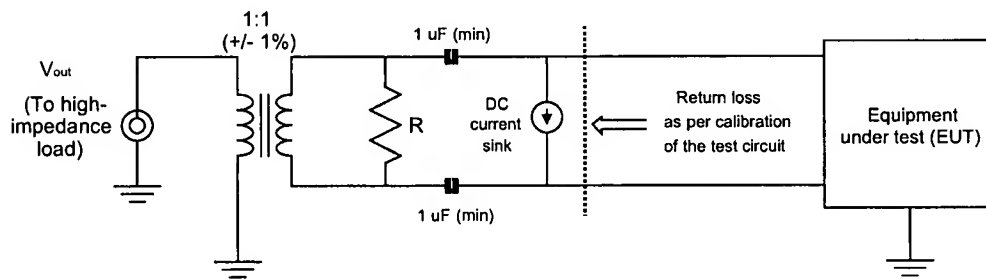 1:1
(+/- 1%)
1 uF (min)
Vout
(To high-
impedance
load)
R
DC
current
sink
Return loss
as per calibration
of the test circuit
Equipment
under test (EUT)
1 uF (min)